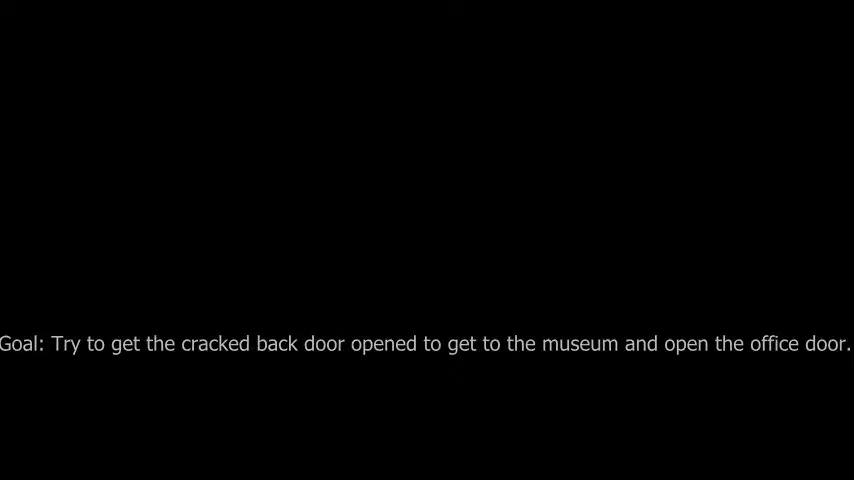 Goal: Try to get the cracked back door opened to get to the museum and open the office door.